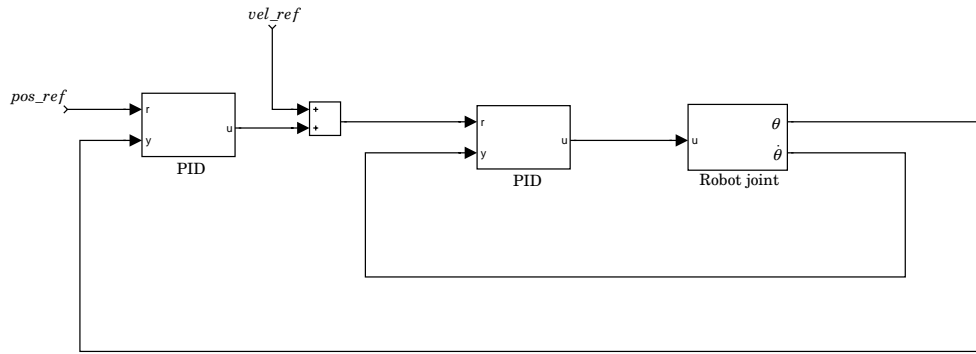 vel_ref
pos_ref
r
y
u
PID
+
+
r
y
u
PID
u
θ
θ̇
Robot joint